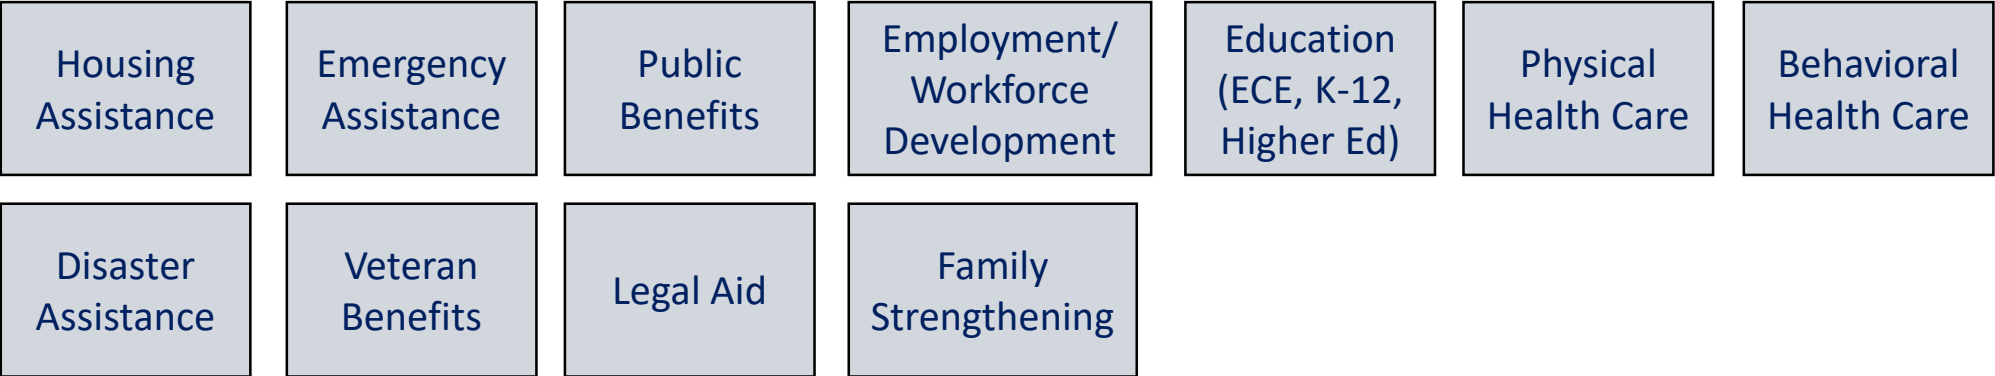 Housing
Assistance
Emergency
Assistance
Public
Benefits
Employment/
Workforce
Development
Education
(ECE, K-12,
Higher Ed)
Physical
Health Care
Behavioral
Health Care
Disaster
Assistance
Veteran
Benefits
Legal Aid
Family
Strengthening